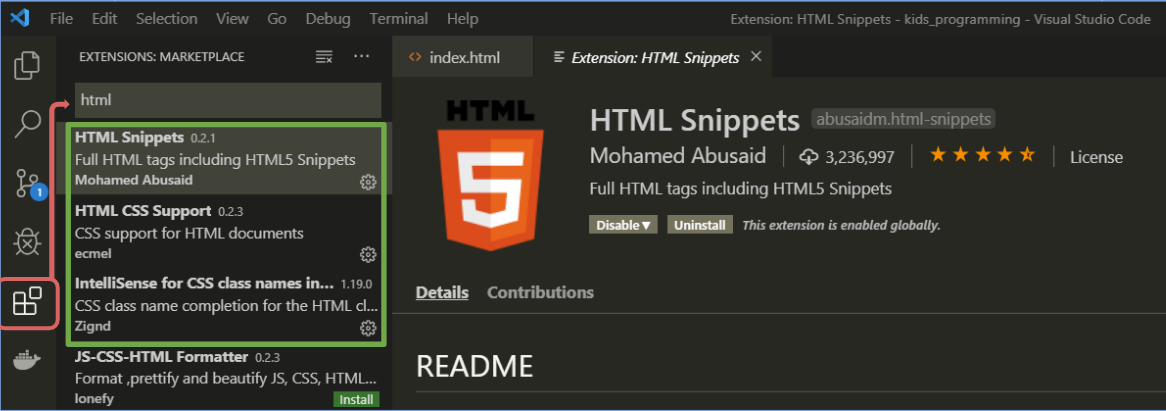 File Edit Selection View Go Debug Terminal Help
Extension: HTML Snippets - kids_programming - Visual Studio Code
EXTENSIONS: MARKETPLACE
html
HTML Snippets 0.2.1
Full HTML tags including HTML5 Snippets
Mohamed Abusaid
HTML CSS Support 0.2.3
CSS support for HTML documents
ecmel
IntelliSense for CSS class names in... 1.19.0
CSS class name completion for the HTML cl...
Zignd
JS-CSS-HTML Formatter 0.2.3
Format ,prettify and beautify JS, CSS, HTML...
lonefy
Install
1
index.html
Extension: HTML Snippets
HTML
5
HTML Snippets abusaidm.html-snippets
Mohamed Abusaid 3,236,997 License
Full HTML tags including HTML5 Snippets
Disable Uninstall This extension is enabled globally.
Details Contributions
README